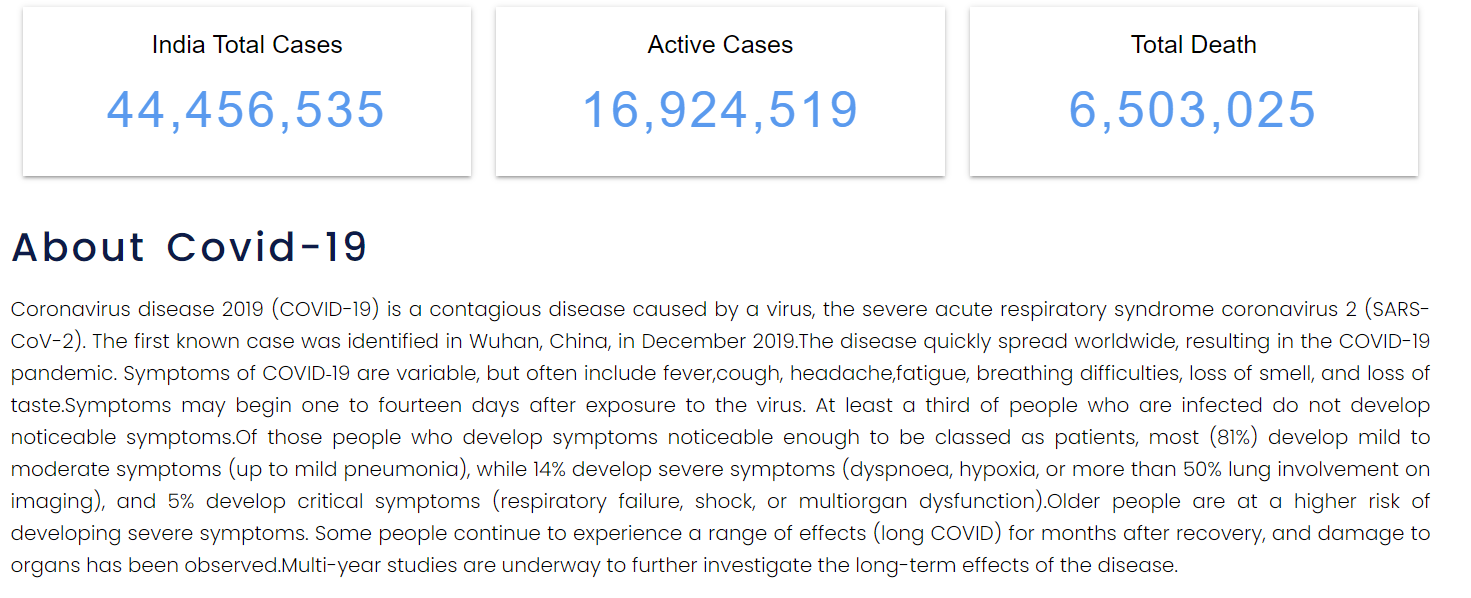 India Total Cases
44,456,535
Active Cases
16,924,519
Total Death
6,503,025
About Covid-19
Coronavirus disease 2019 (COVID-19) is a contagious disease caused by a virus, the severe acute respiratory syndrome coronavirus 2 (SARS-
CoV-2). The first known case was identified in Wuhan, China, in December 2019.The disease quickly spread worldwide, resulting in the COVID-19
pandemic. Symptoms of COVID‑19 are variable, but often include fever,cough, headache,fatigue, breathing difficulties, loss of smell, and loss of
taste.Symptoms may begin one to fourteen days after exposure to the virus. At least a third of people who are infected do not develop
noticeable symptoms.Of those people who develop symptoms noticeable enough to be classed as patients, most (81%) develop mild to
moderate symptoms (up to mild pneumonia), while 14% develop severe symptoms (dyspnoea, hypoxia, or more than 50% lung involvement on
imaging), and 5% develop critical symptoms (respiratory failure, shock, or multiorgan dysfunction).Older people are at a higher risk of
developing severe symptoms. Some people continue to experience a range of effects (long COVID) for months after recovery, and damage to
organs has been observed.Multi-year studies are underway to further investigate the long-term effects of the disease.